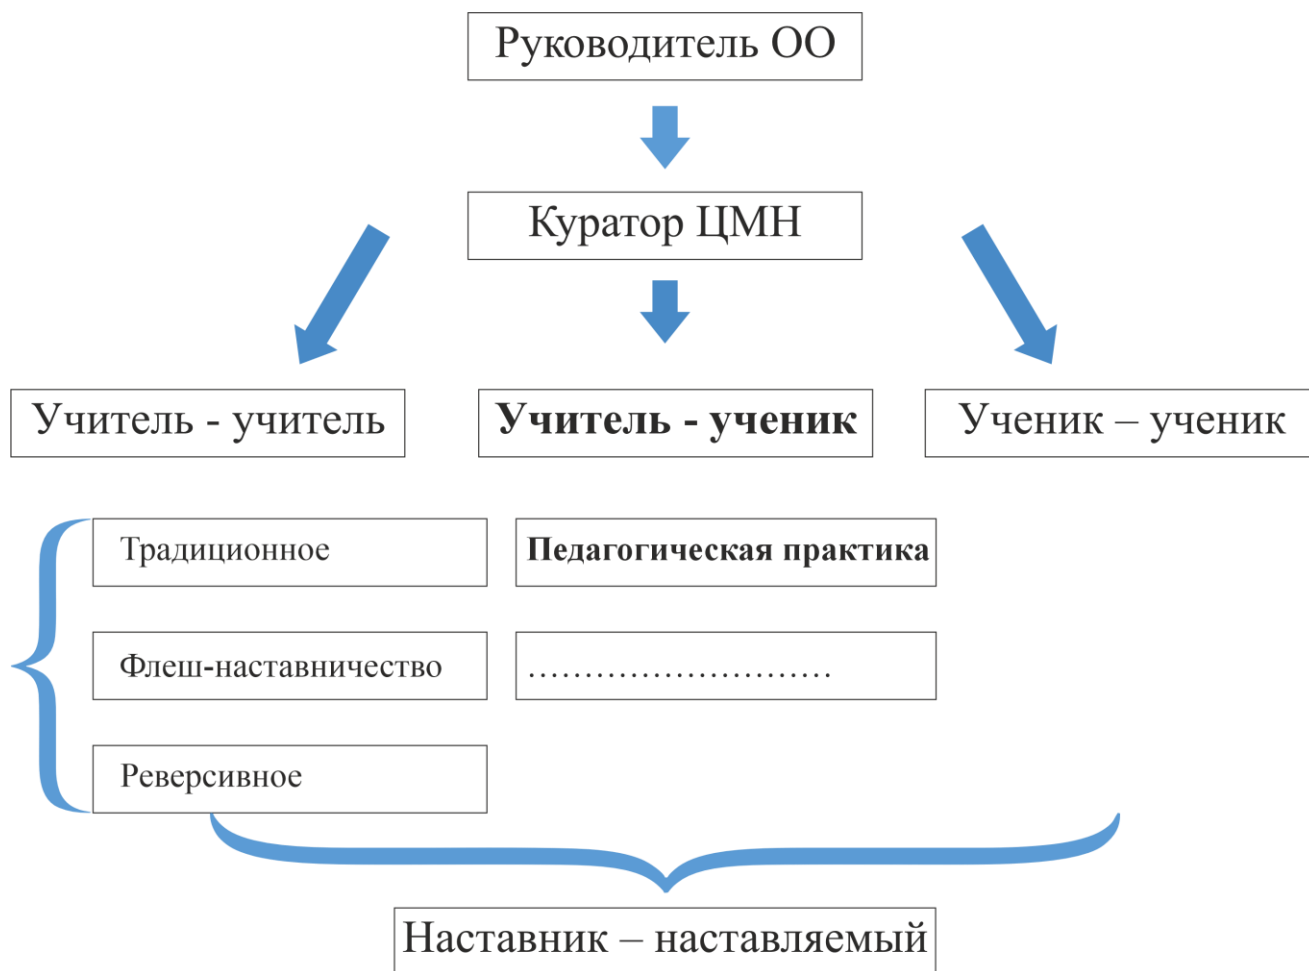 Руководитель ОО
Куратор ЦМН
Учитель - учитель
Учитель - ученик
Ученик – ученик
Традиционное
Педагогическая практика
Флеш-наставничество
...........................
Реверсивное
Наставник – наставляемый